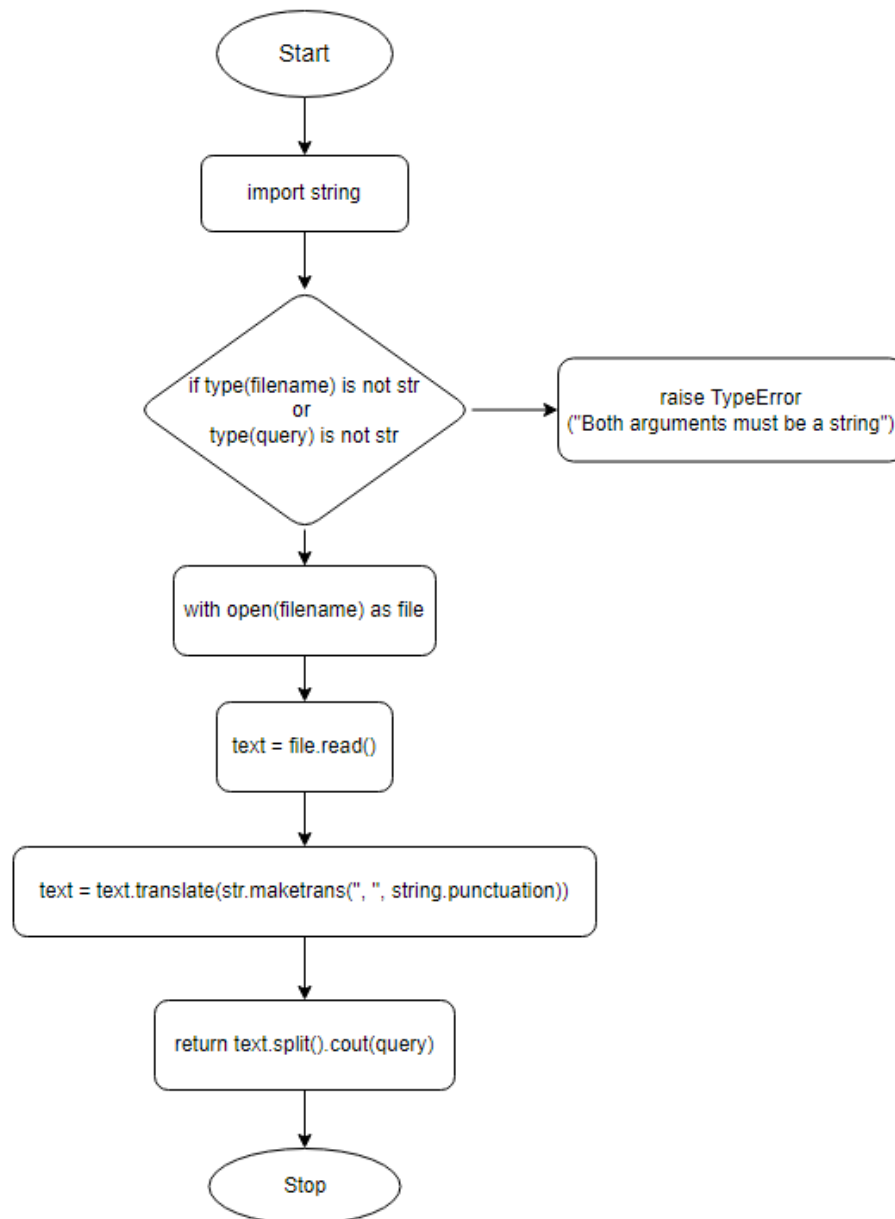 Start
import string
if type(filename) is not str
or
type(query) is not str
raise TypeError
("Both arguments must be a string")
with open(filename) as file
text = file.read()
text = text.translate(str.maketrans('', '', string.punctuation))
return text.split().cout(query)
Stop